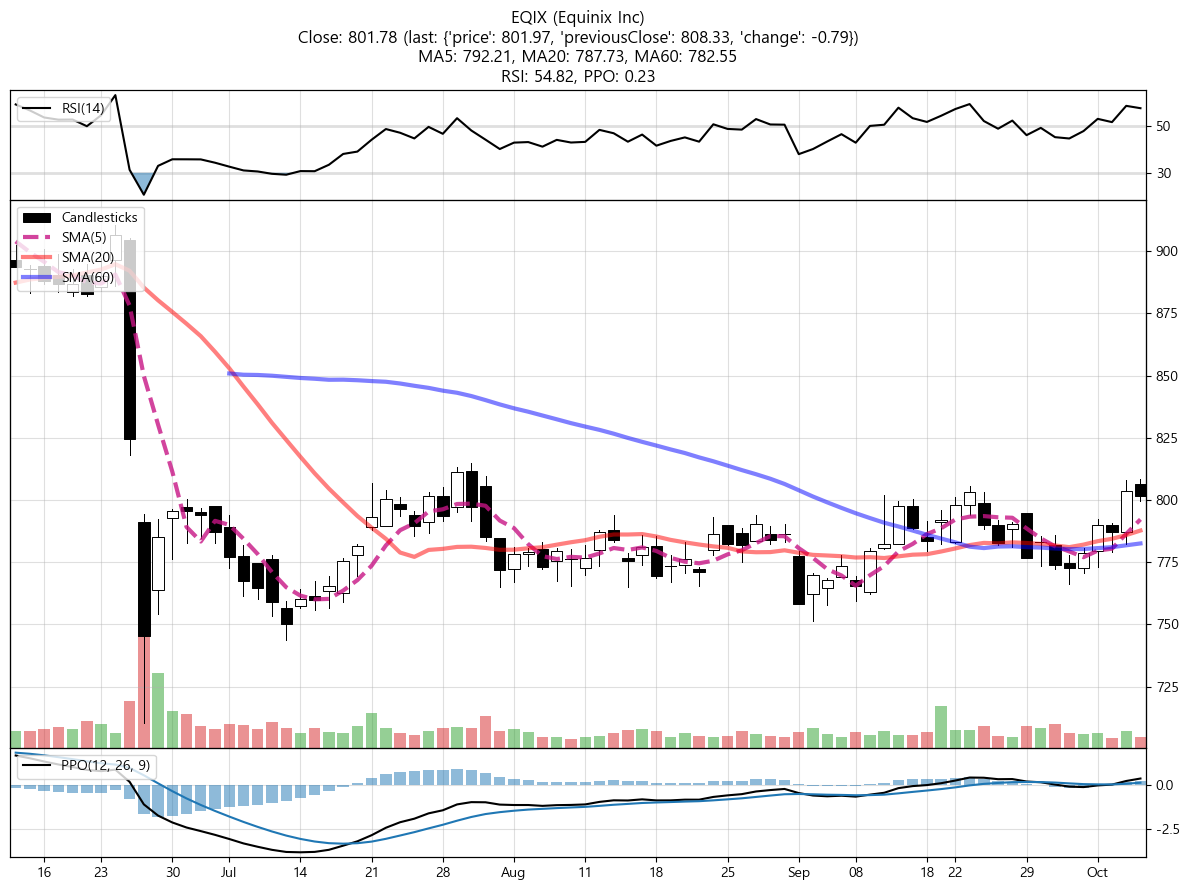 EQIX (Equinix Inc)
Close: 801.78 (last: {'price': 801.97, 'previousClose': 808.33, 'change': -0.79})
MA5: 792.21, MA20: 787.73, MA60: 782.55
RSI: 54.82, PPO: 0.23
RSI(14)
50
30
Candlesticks
SMA(5)
SMA(20)
SMA(60)
900
875
850
825
800
775
750
725
PPO(12, 26, 9)
0.0
-2.5
16 23 30 Jul 14 21 28 Aug 11 18 25 Sep 08 18 22 29 Oct